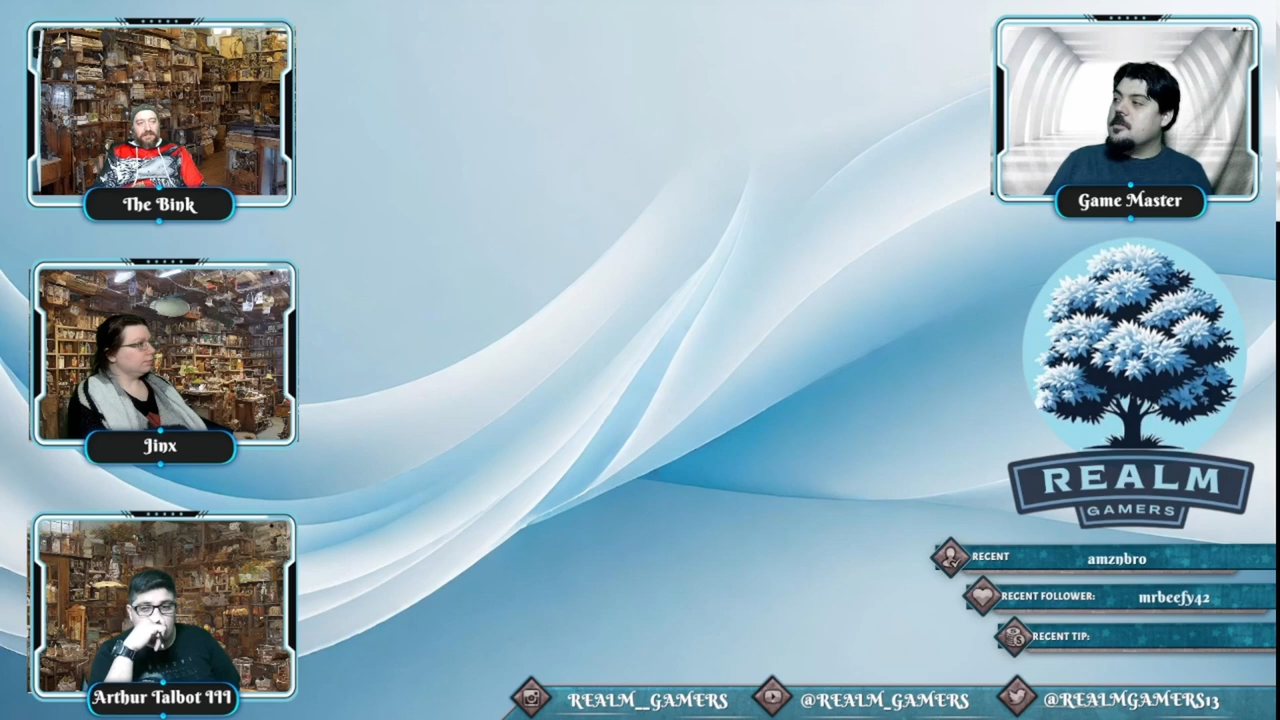 The Bink
Game Master
Jinx
REALM
GAMERS
RECENT amznbro
RECENT FOLLOWER: mrbeefy42
RECENT TIP:
Arthur Talbot III
REALM__GAMERS @REALM_GAMERS @REALMGAMERS13